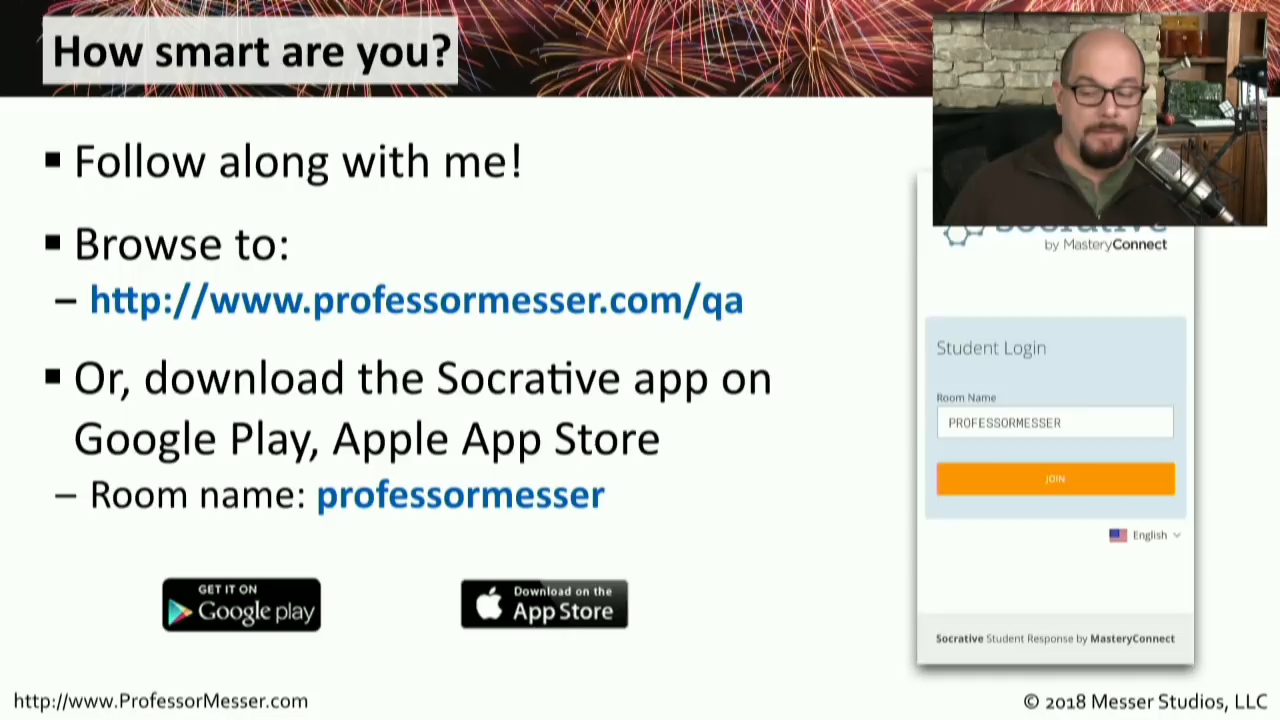 How smart are you?
▪ Follow along with me!
▪ Browse to:
– http://www.professormesser.com/qa
▪ Or, download the Socrative app on
Google Play, Apple App Store
– Room name: professormesser
GET IT ON
Google play
Download on the
App Store
Socrative
by MasteryConnect
Student Login
Room Name
PROFESSORMESSER
JOIN
English
Socrative Student Response by MasteryConnect
http://www.ProfessorMesser.com
© 2018 Messer Studios, LLC